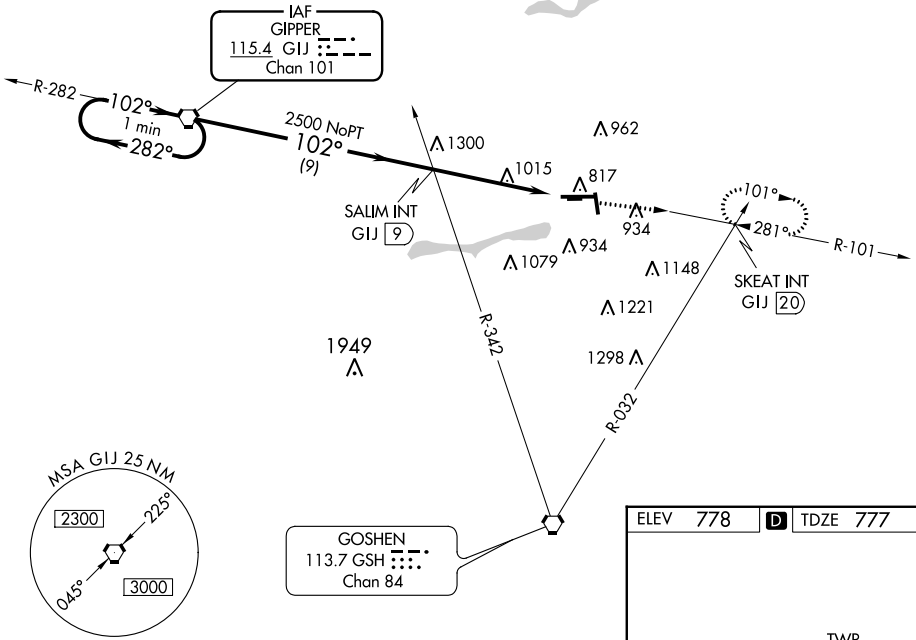 IAF
GIPPER
115.4 GIJ
Chan 101
R-282
102°
1 min
282°
2500 NoPT
102°
(9)
1300
962
1015
817
SALIM INT
GIJ 9
934
101°
281°
R-101
934
1079
1148
SKEAT INT
GIJ 20
1221
R-342
1949
1298
R-032
MSA GIJ 25 NM
2300
225°
045°
3000
GOSHEN
113.7 GSH
Chan 84
ELEV 778 D TDZE 777
TWR